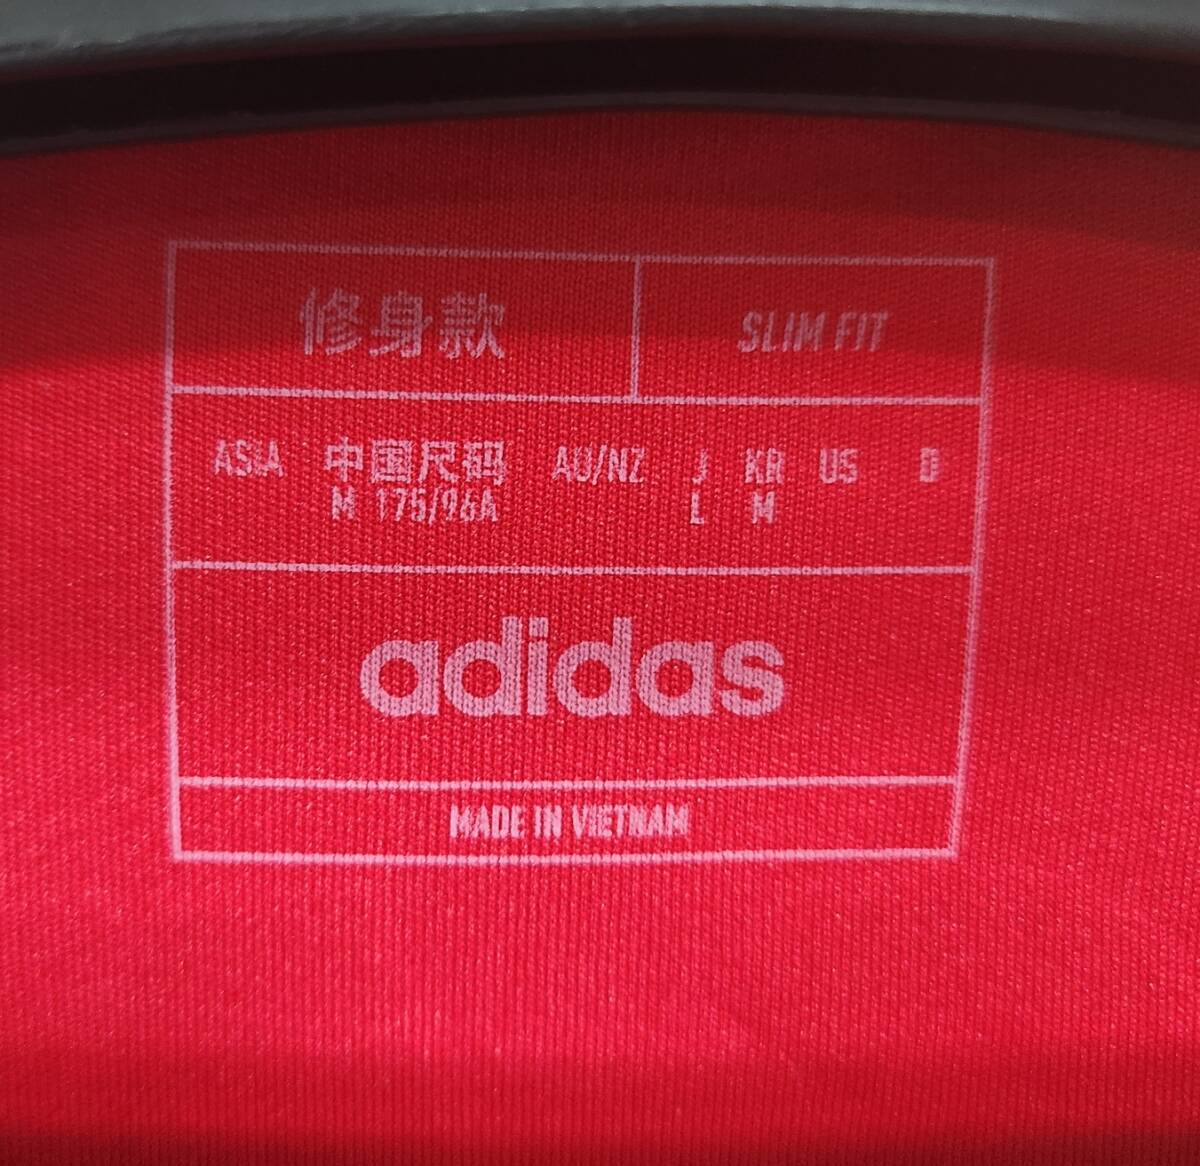 修身款 SLIM FIT
ASIA 中国尺码 AU/NZ J KR US D
M 175/96A L M
adidas
MADE IN VIETNAM